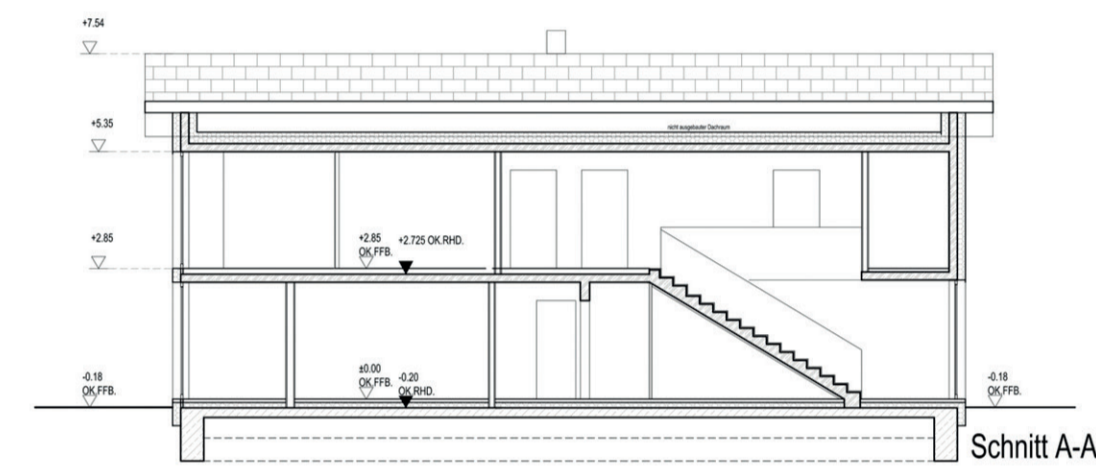 +7.54
+5.35
nicht ausgebauter Dachraum
+2.85
+2.85
OK.FFB.
+2.725 OK.RHD.
-0.18
OK.FFB.
±0.00
OK.FFB.
-0.20
OK.RHD.
-0.18
OK.FFB.
Schnitt A-A